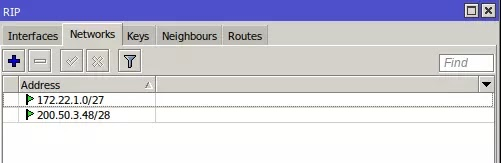 RIP
Interfaces Networks Keys Neighbours Routes
Find
Address
172.22.1.0/27
200.50.3.48/28